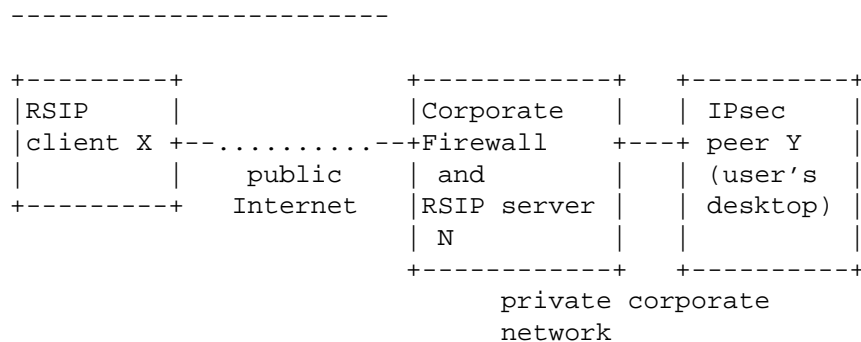 -------------------------
+---------+ +------------+ +----------+
|RSIP | |Corporate | | IPsec |
|client X +--..........--+Firewall +---+ peer Y |
| | public | and | | (user's |
+---------+ Internet |RSIP server | | desktop) |
| N | | |
+------------+ +----------+
private corporate
network